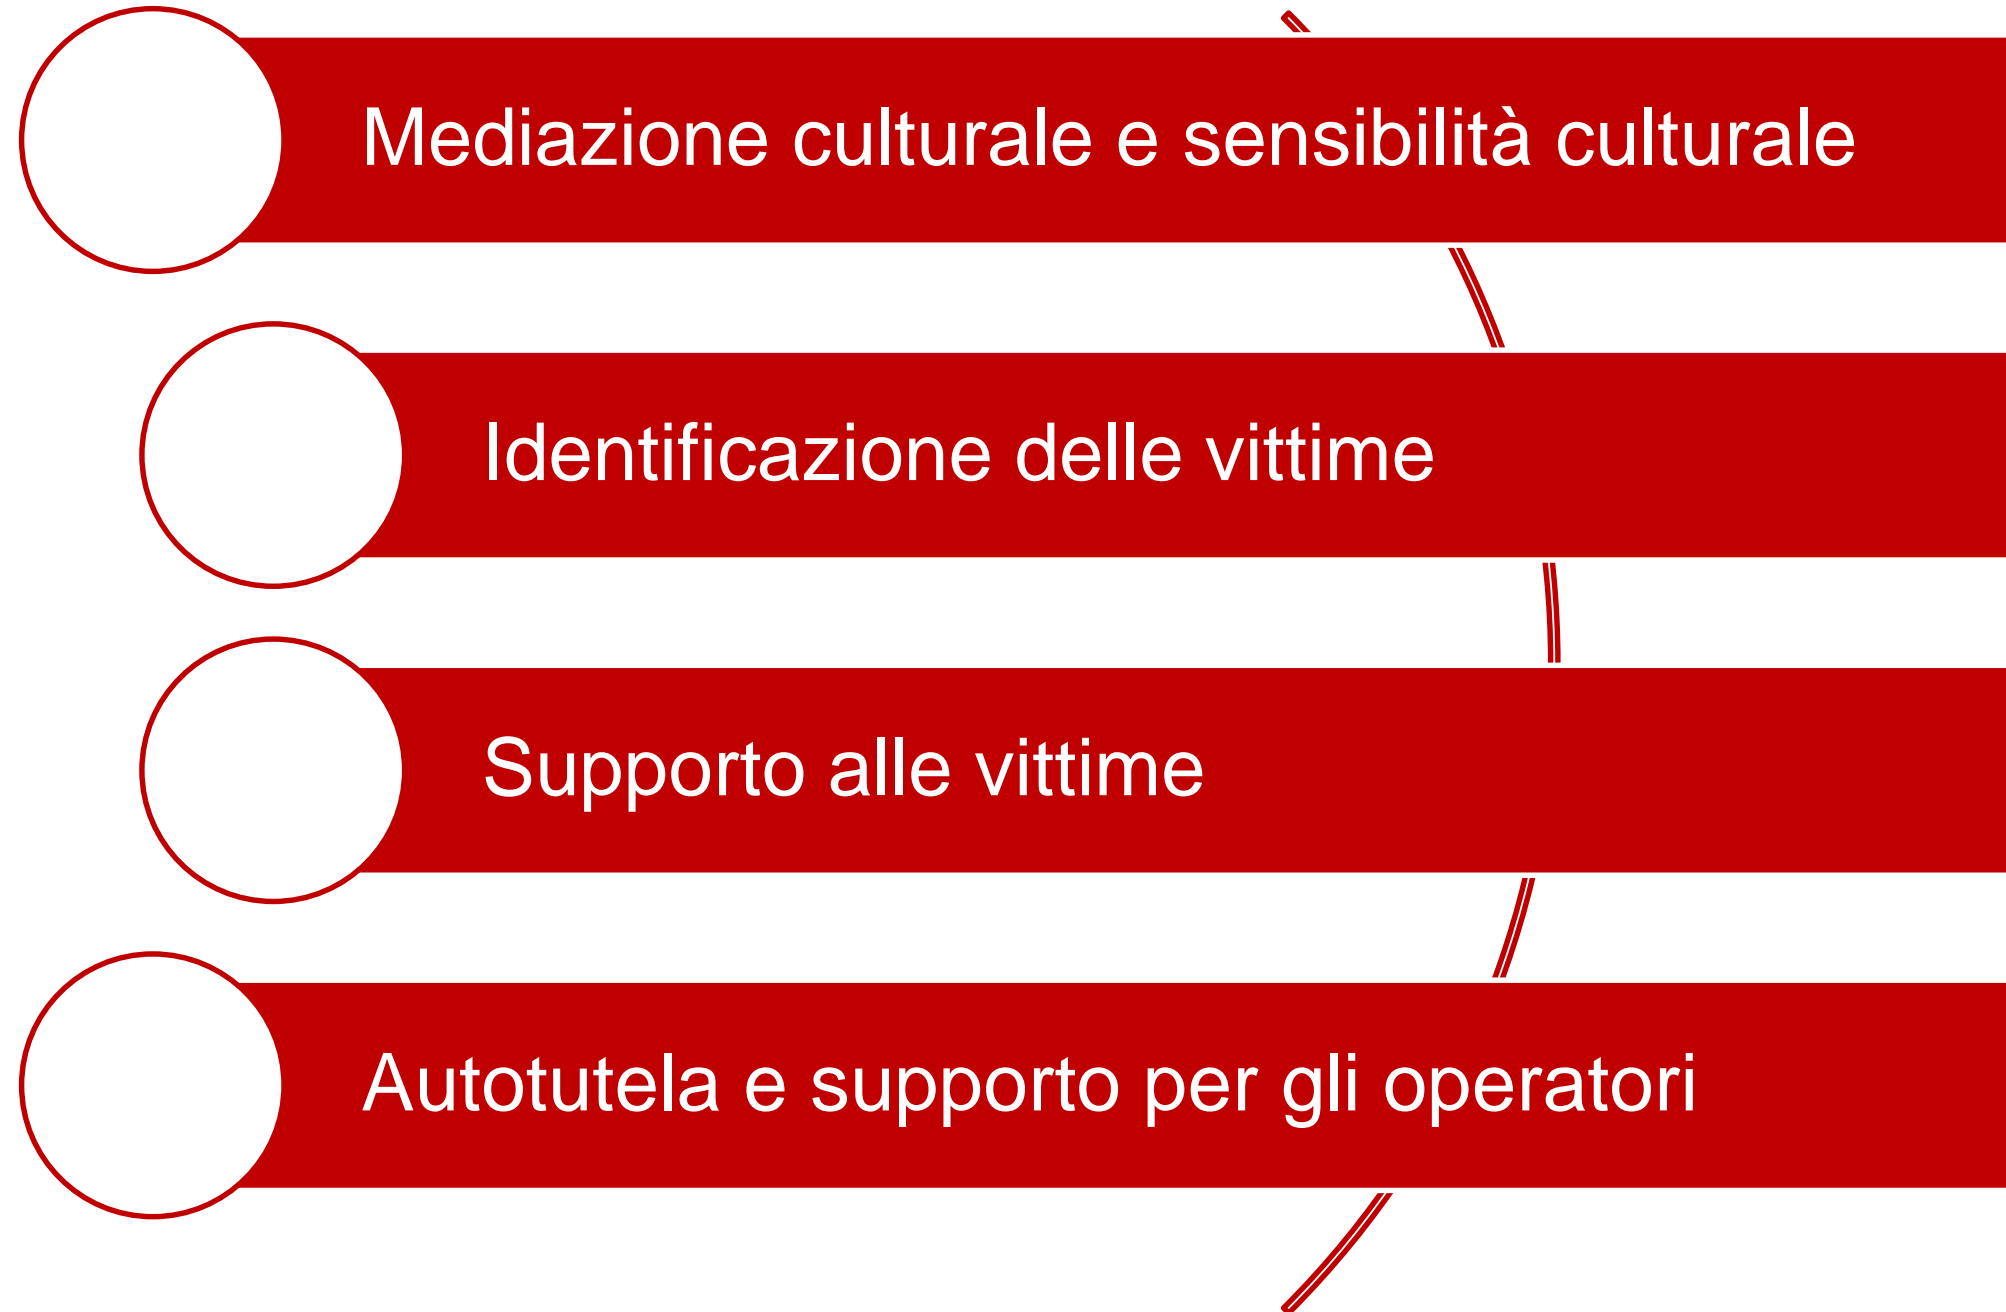 Mediazione culturale e sensibilità culturale
Identificazione delle vittime
Supporto alle vittime
Autotutela e supporto per gli operatori